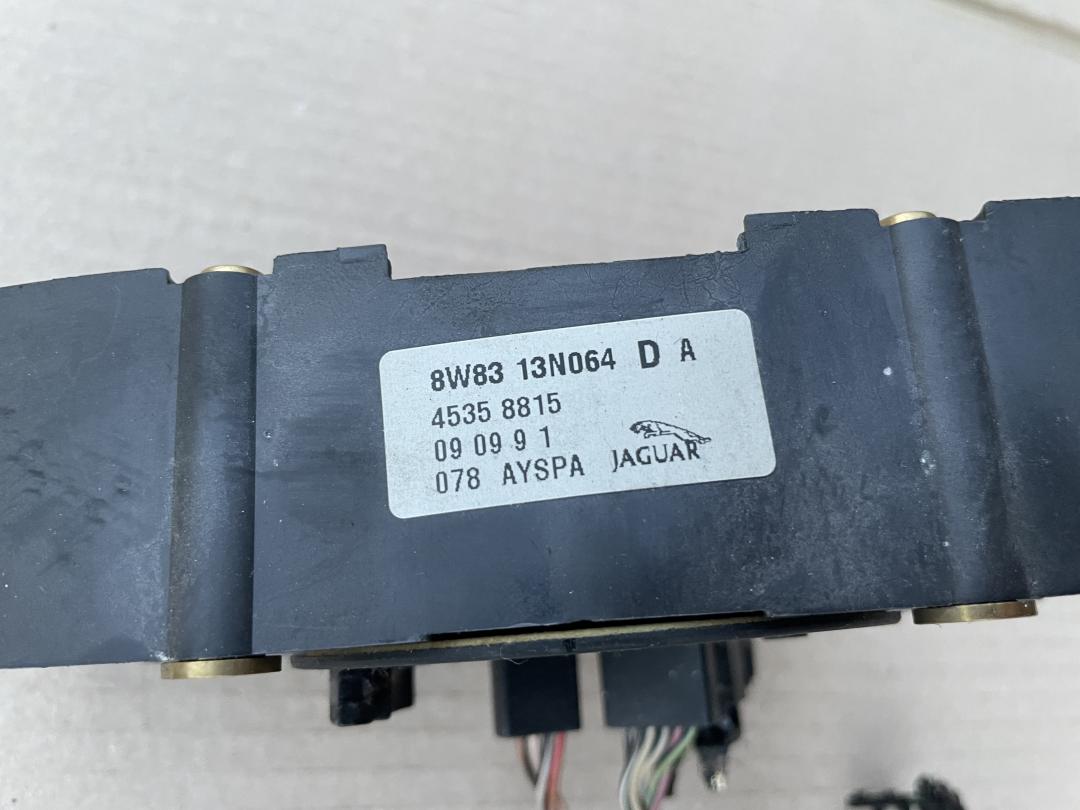 8W83 13N064 D A
4535 8815
09 09 9 1
078 AYSPA JAGUAR